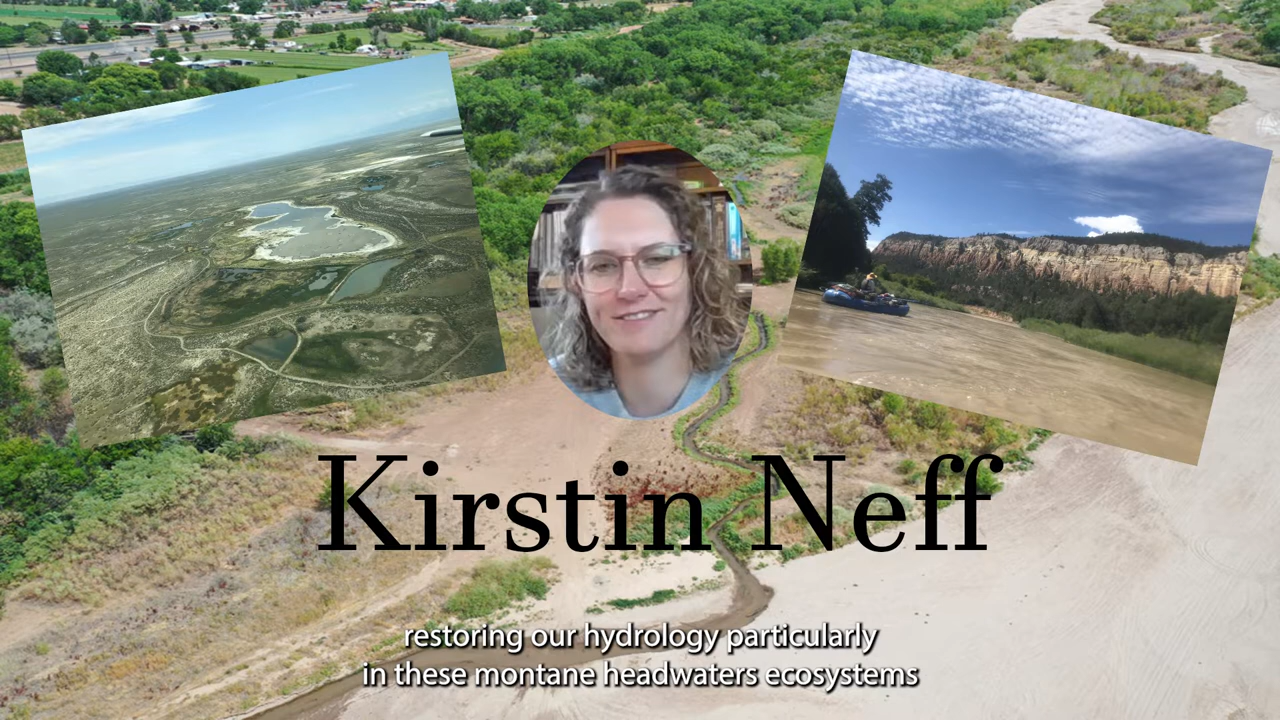 Kirstin Neff
restoring our hydrology particularly
in these montane headwaters ecosystems